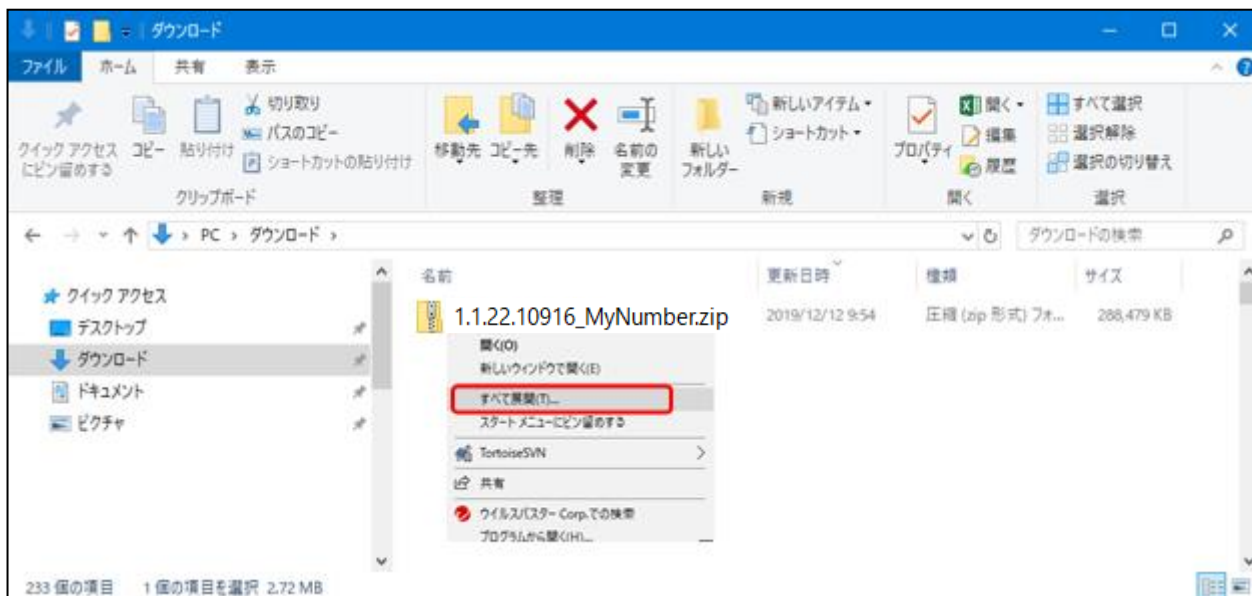 ダウンロード
ファイル ホーム 共有 表示
クイック アクセスにピン留めする
コピー
貼り付け
切り取り
パスのコピー
ショートカットの貼り付け
クリップボード
移動先
コピー先
削除
名前の変更
整理
新しいフォルダー
新しいアイテム
ショートカット
新規
プロパティ
開く
編集
履歴
開く
すべて選択
選択解除
選択の切り替え
選択
PC › ダウンロード ›
ダウンロードの検索
クイック アクセス
デスクトップ
ダウンロード
ドキュメント
ピクチャ
名前 更新日時 種類 サイズ
1.1.22.10916_MyNumber.zip 2019/12/12 9:54 圧縮 (zip 形式) フォ... 288,479 KB
開く(O)
新しいウィンドウで開く(E)
すべて展開(T)...
スタート メニューにピン留めする
TortoiseSVN
共有
ウイルスバスター Corp.での検索
プログラムから開く(H)...
233 個の項目 1 個の項目を選択 2.72 MB